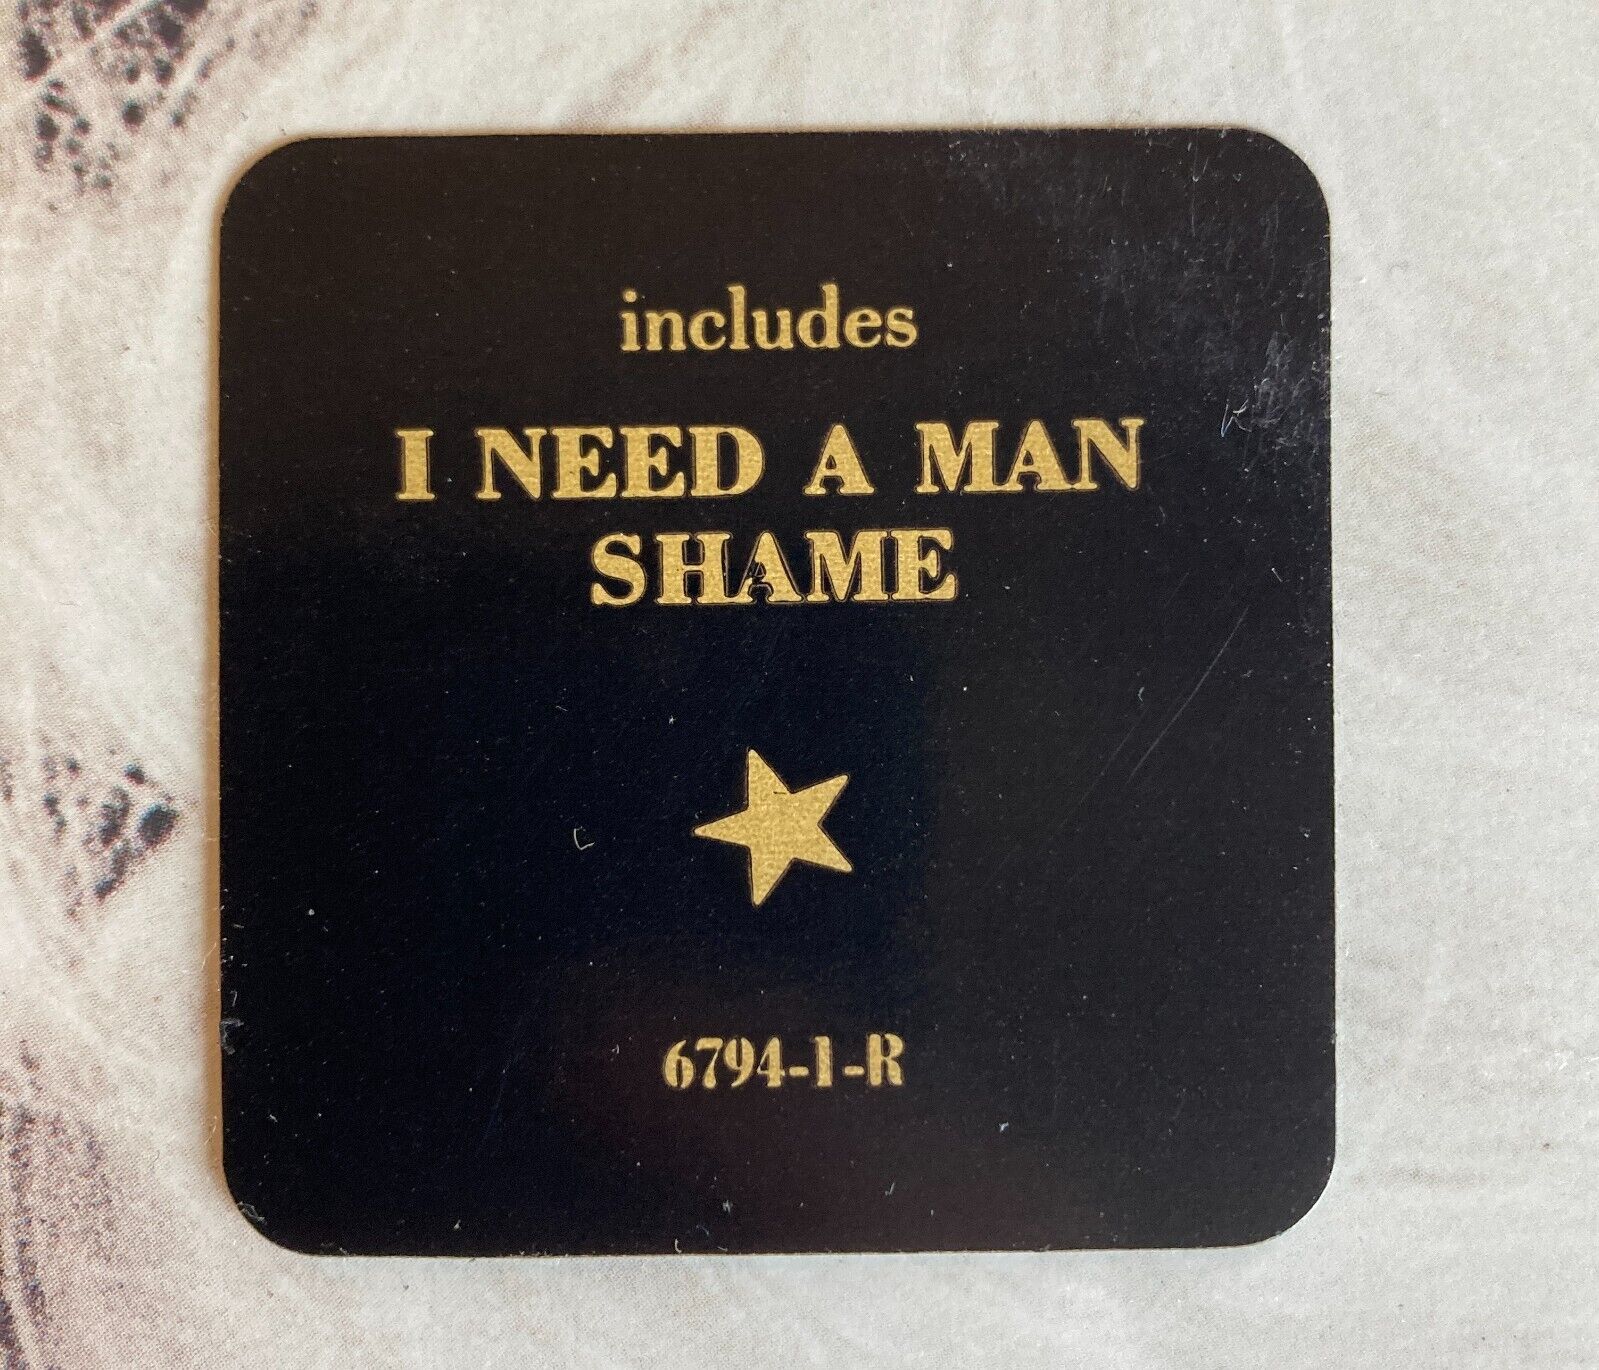 includes
I NEED A MAN
SHAME
6794-1-R